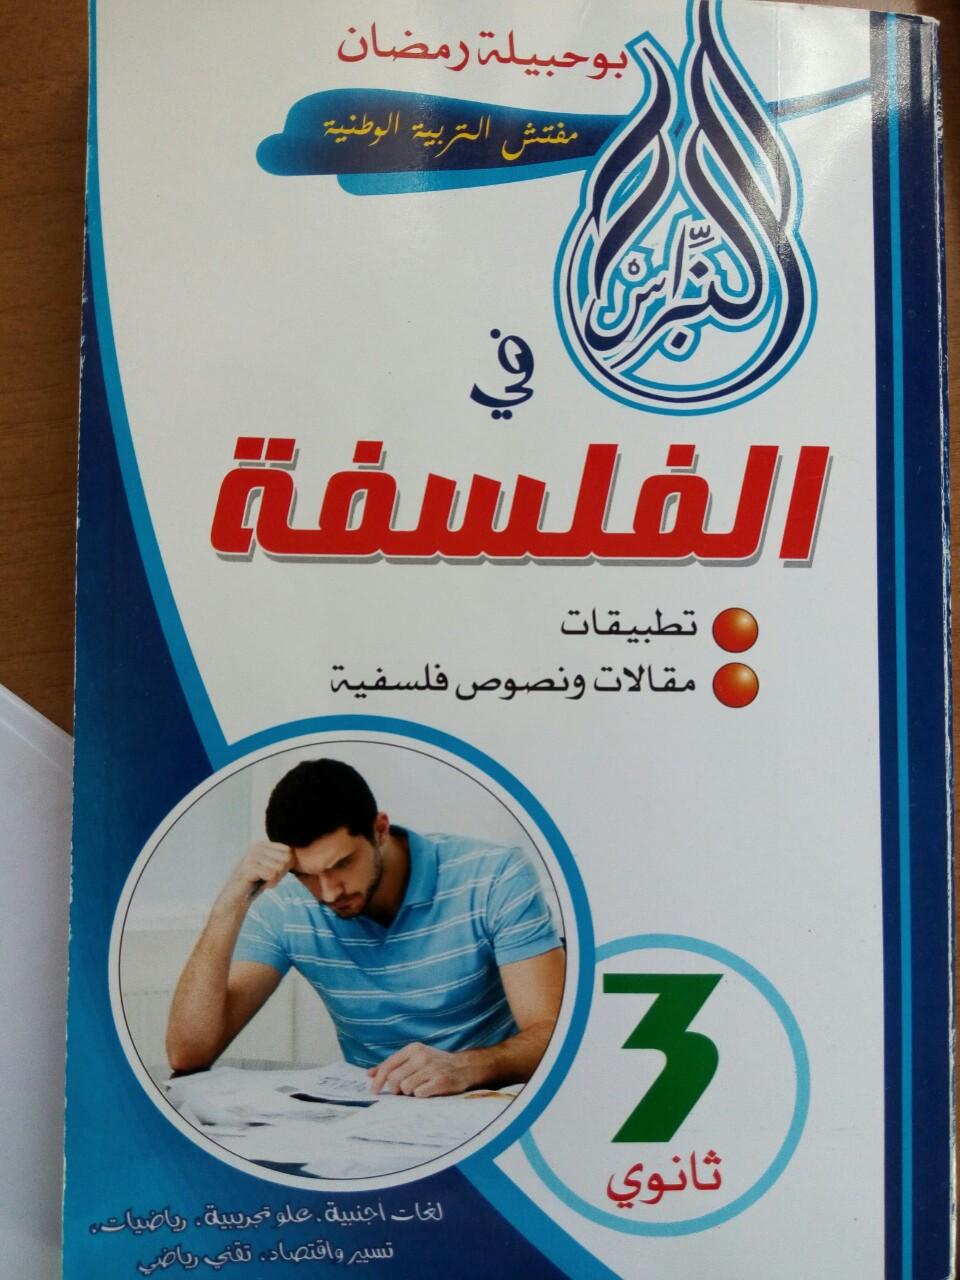 بوحبيلة رمضان
مفتش التربية الوطنية
النبراس
في
الفلسفة
تطبيقات
مقالات ونصوص فلسفية
3
ثانوي
لغات أجنبية، علو تجريبية، رياضيات،
تسيير واقتصاد، تقني رياضي